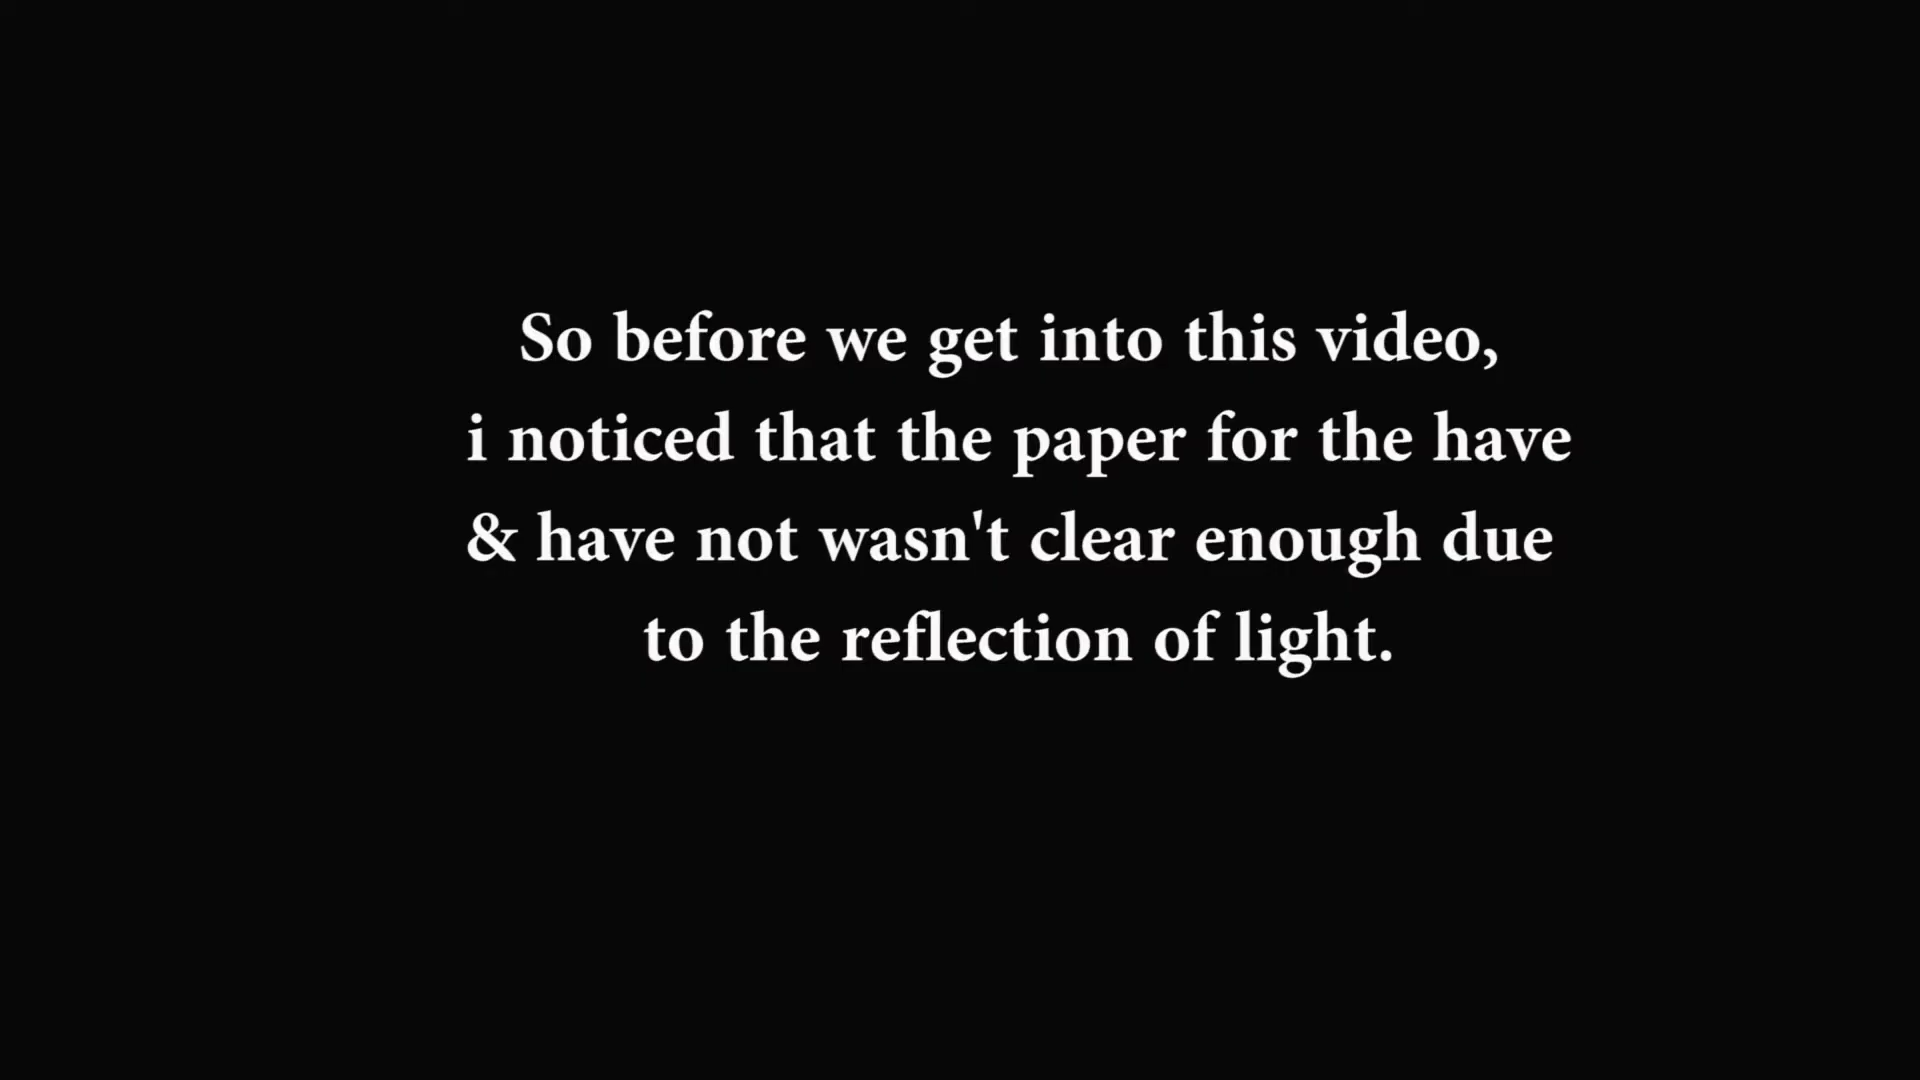 So before we get into this video,
i noticed that the paper for the have
& have not wasn't clear enough due
to the reflection of light.